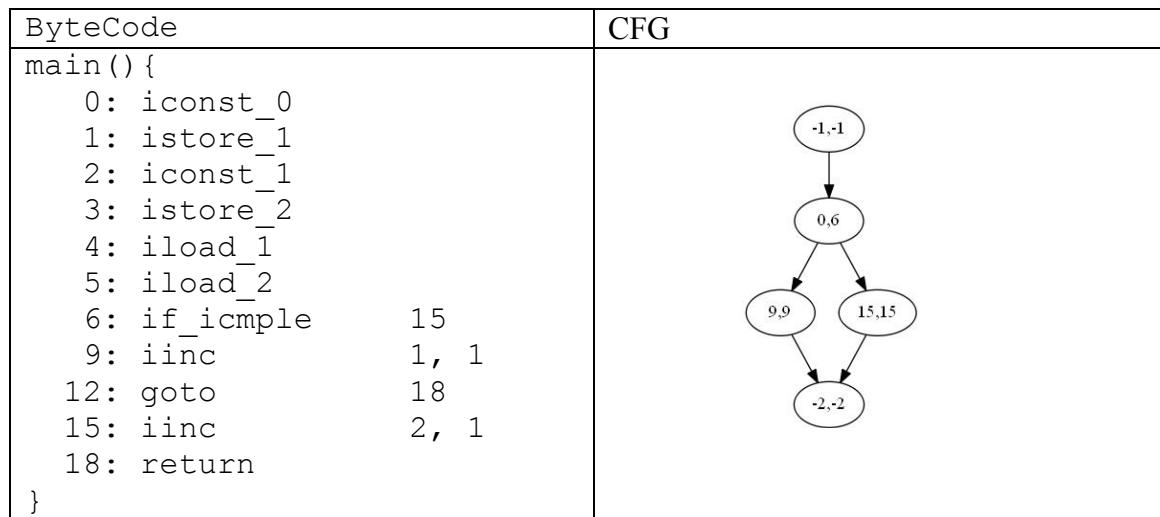 ByteCode
CFG
main(){
0: iconst_0
1: istore_1
2: iconst_1
3: istore_2
4: iload_1
5: iload_2
6: if_icmple 15
9: iinc 1, 1
12: goto 18
15: iinc 2, 1
18: return
}
-1,-1
0,6
9,9
15,15
-2,-2